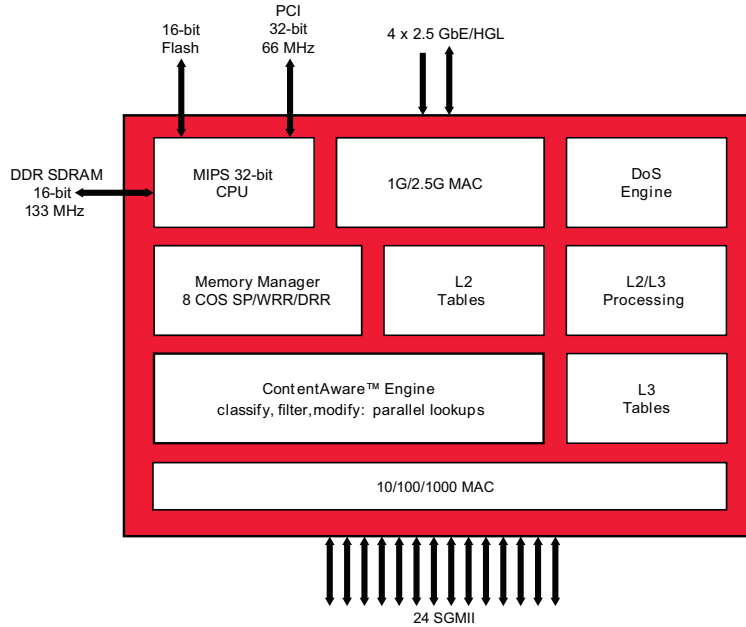 16-bit
Flash
PCI
32-bit
66 MHz
4 x 2.5 GbE/HGL
DDR SDRAM
16-bit
133 MHz
MIPS 32-bit
CPU
1G/2.5G MAC
DoS
Engine
Memory Manager
8 COS SP/WRR/DRR
L2
Tables
L2/L3
Processing
ContentAware™ Engine
classify, filter,modify: parallel lookups
L3
Tables
10/100/1000 MAC
24 SGMII